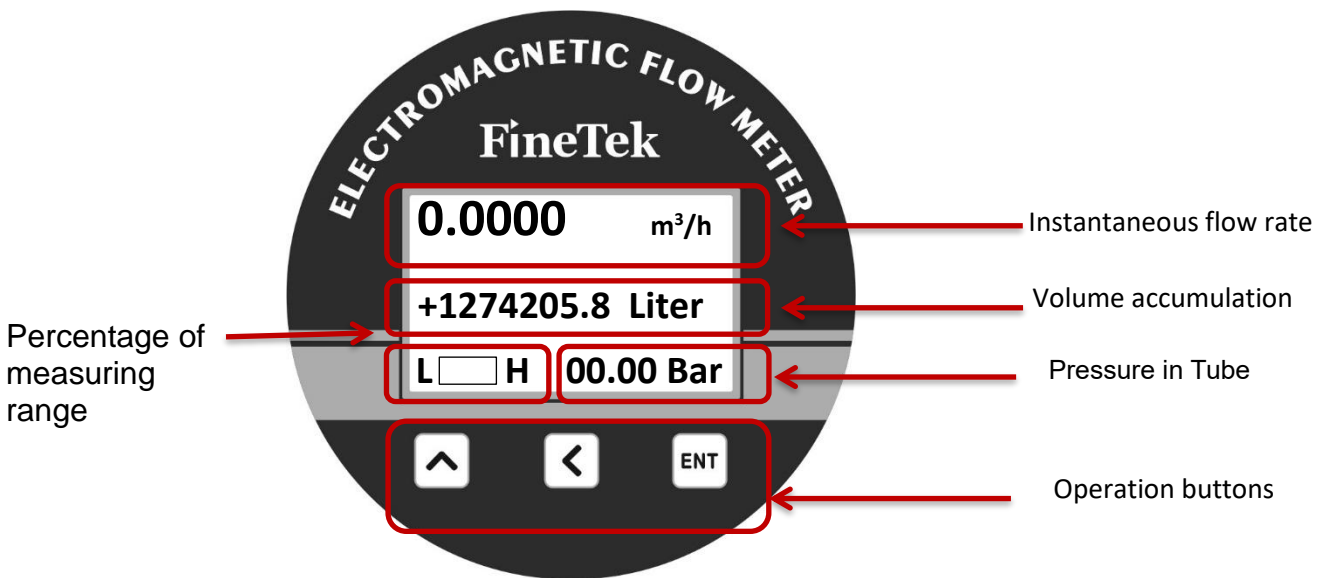 ELECTROMAGNETIC FLOW METER
FineTek
0.0000 m³/h
Instantaneous flow rate
+1274205.8 Liter
Volume accumulation
Percentage of
measuring
range
L H 00.00 Bar
Pressure in Tube
ENT
Operation buttons